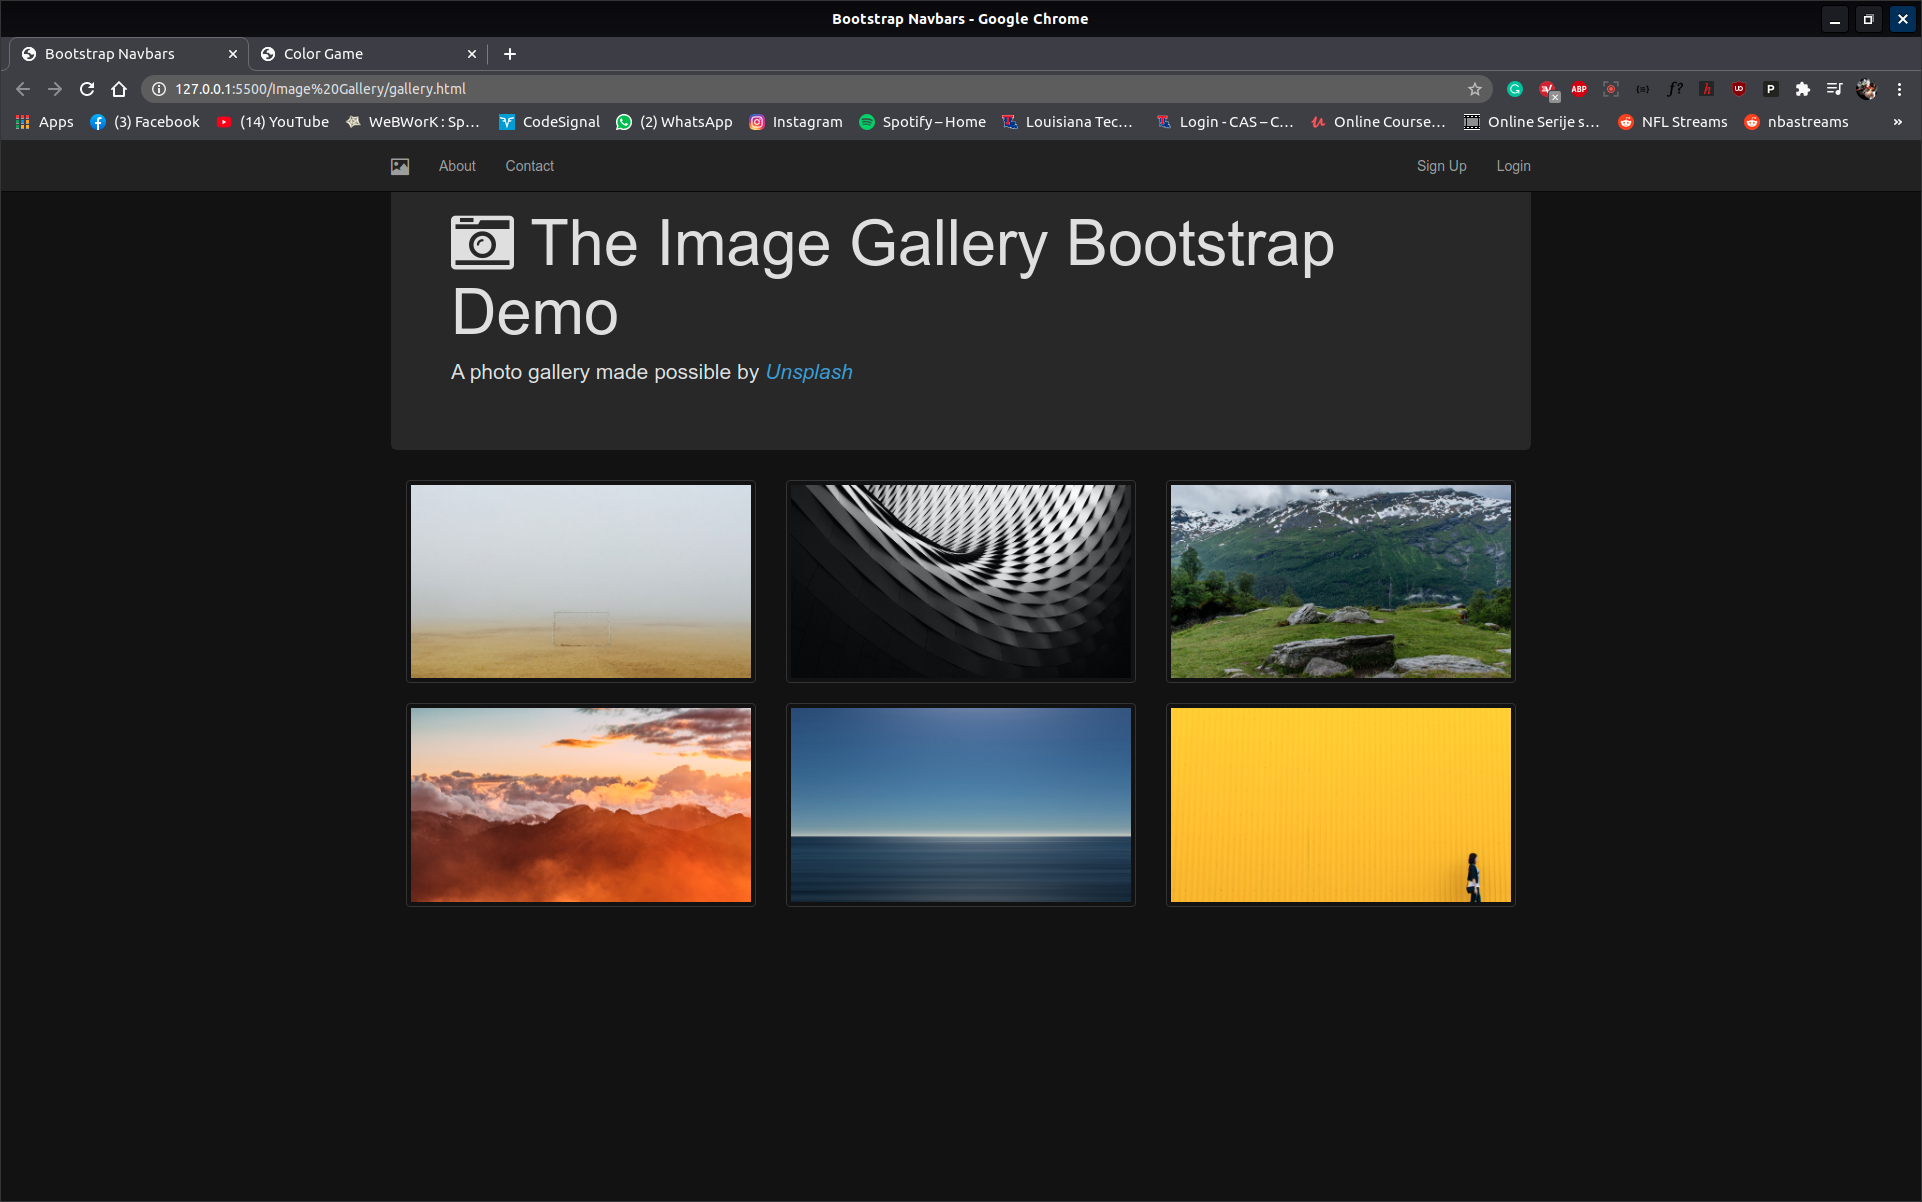 Bootstrap Navbars - Google Chrome
Bootstrap Navbars
Color Game
127.0.0.1:5500/Image%20Gallery/gallery.html
ABP
f?
h
P
Apps
(3) Facebook
(14) YouTube
WeBWorK : Sp...
CodeSignal
(2) WhatsApp
Instagram
Spotify – Home
Louisiana Tec...
Login - CAS – C...
Online Course...
Online Serije s...
NFL Streams
nbastreams
»
About
Contact
Sign Up
Login
The Image Gallery Bootstrap
Demo
A photo gallery made possible by Unsplash